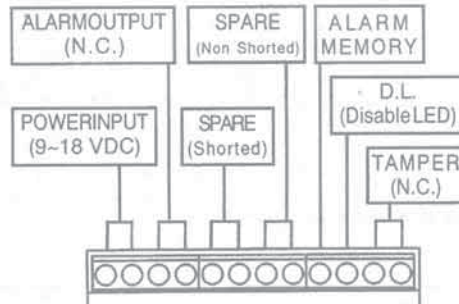 ALARMOUTPUT
(N.C.)
SPARE
(Non Shorted)
ALARM
MEMORY
D.L.
(DisableLED)
POWERINPUT
(9~18 VDC)
SPARE
(Shorted)
TAMPER
(N.C.)